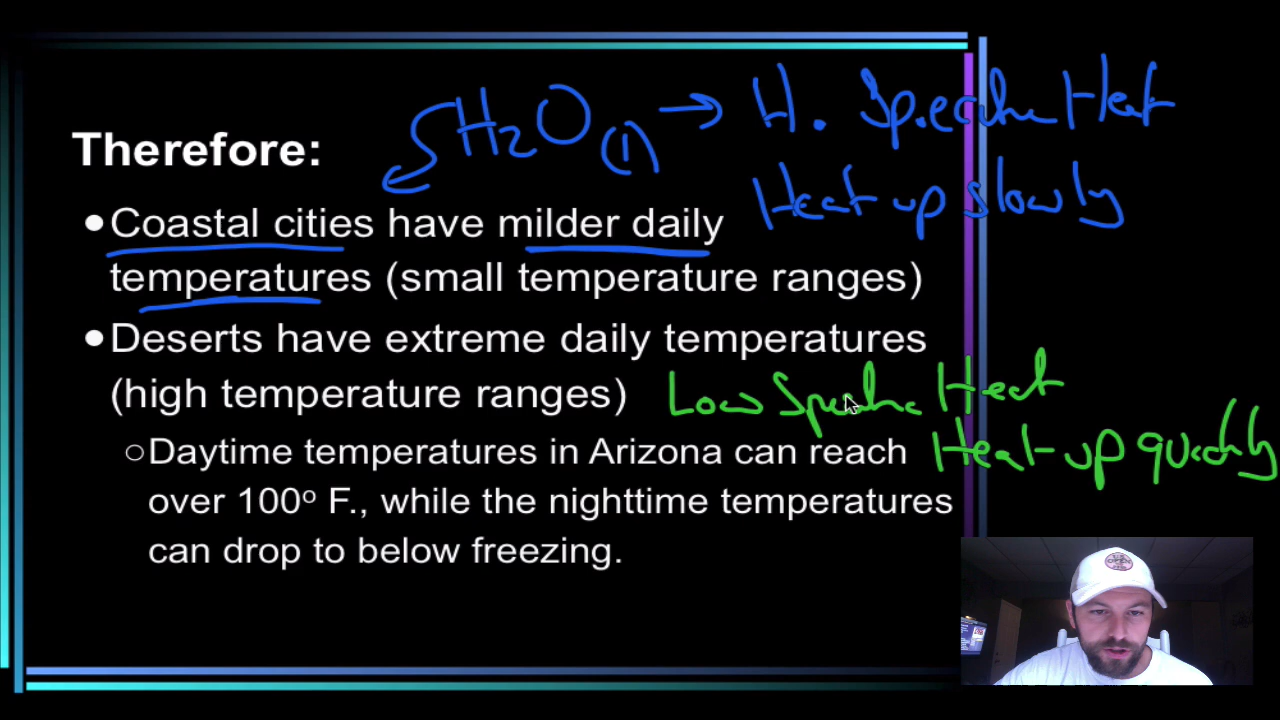 H2O(l) → H. Specific Heat
Therefore:
Heat up slowly
•Coastal cities have milder daily
temperatures (small temperature ranges)
•Deserts have extreme daily temperatures
(high temperature ranges) Low Specific Heat
Heat up quickly
○Daytime temperatures in Arizona can reach
over 100º F., while the nighttime temperatures
can drop to below freezing.